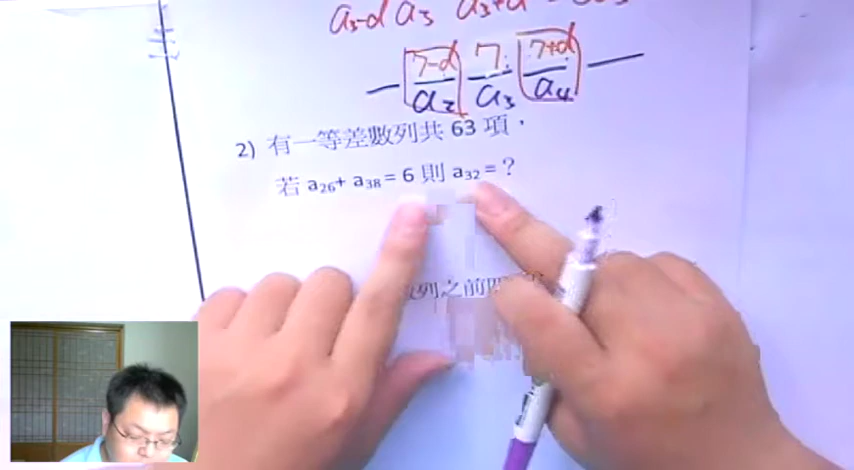 a₃-d a₃ a₃+d
7-d 7 7+d
a₂ a₃ a₄
2) 有一等差數列共 63 項，
若 a₂₆+ a₃₈ = 6 則 a₃₂ = ?
數列之前